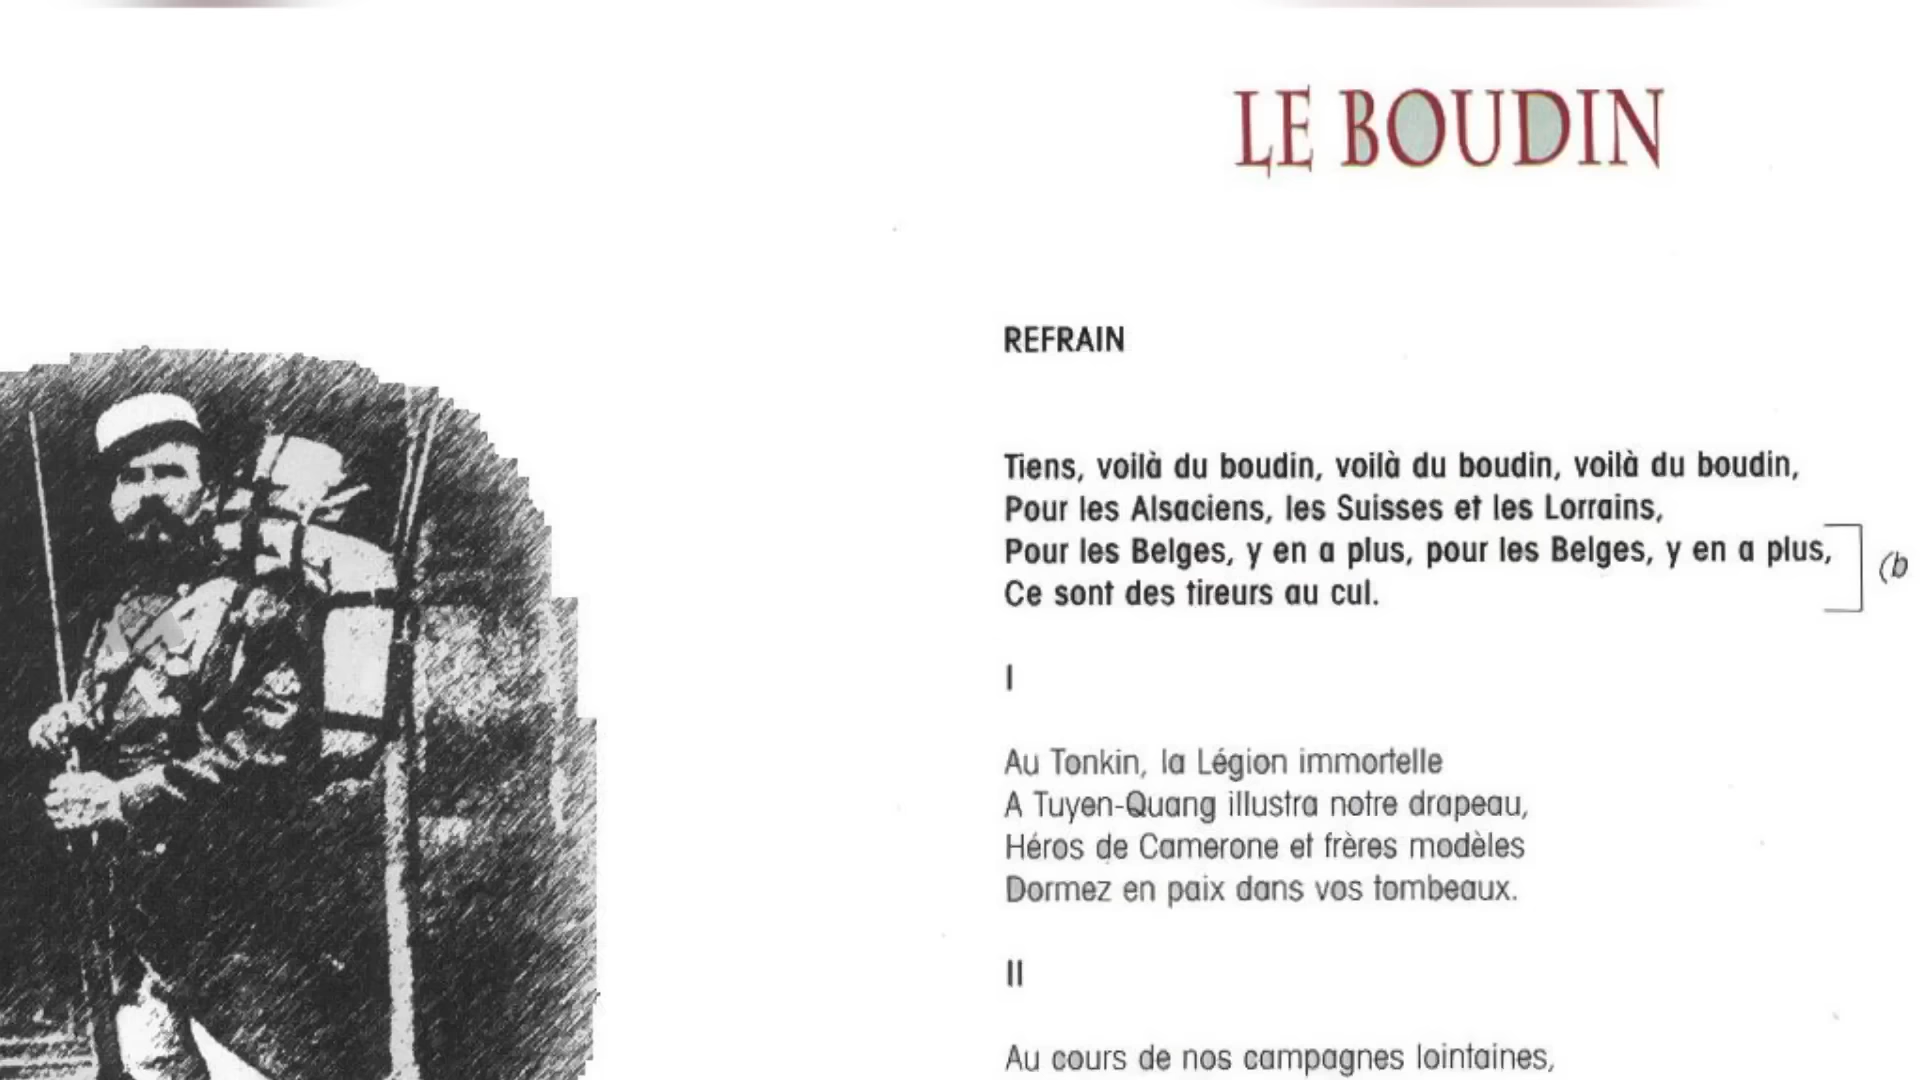 LE BOUDIN
REFRAIN
Tiens, voilà du boudin, voilà du boudin, voilà du boudin,
Pour les Alsaciens, les Suisses et les Lorrains,
Pour les Belges, y en a plus, pour les Belges, y en a plus,
Ce sont des tireurs au cul.
(b
I
Au Tonkin, la Légion immortelle
A Tuyen-Quang illustra notre drapeau,
Héros de Camerone et frères modèles
Dormez en paix dans vos tombeaux.
II
Au cours de nos campagnes lointaines,